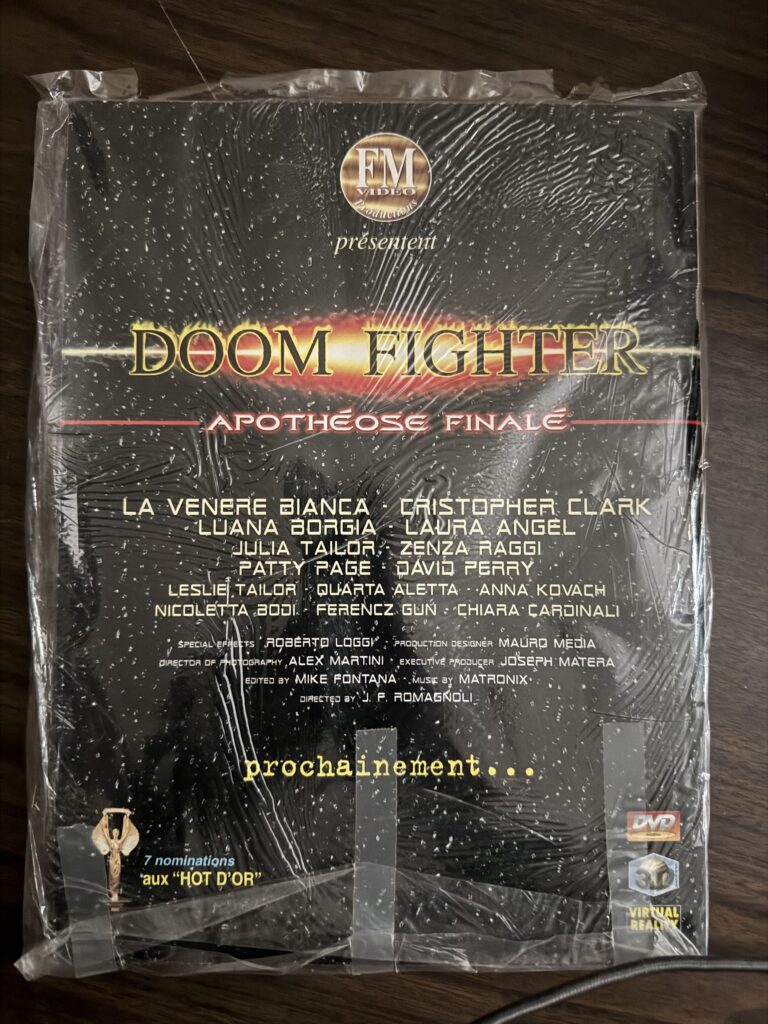 FM
VIDEO
Productions
présentent
DOOM FIGHTER
APOTHÉOSE FINALÉ
LA VENERE BIANCA · CRISTOPHER CLARK
LUANA BORGIA · LAURA ANGEL
JULIA TAILOR · ZENZA RAGGI
PATTY PAGE · DAVID PERRY
LESLIE TAILOR · QUARTA ALETTA · ANNA KOVACH
NICOLETTA BODI · FERENCZ GUN · CHIARA CARDINALI
SPECIAL EFFECTS ROBERTO LOGGI · PRODUCTION DESIGNER MAURO MEDIA
DIRECTOR OF PHOTOGRAPHY ALEX MARTINI · EXECUTIVE PRODUCER JOSEPH MATERA
EDITED BY MIKE FONTANA · MUSIC BY MATRONIX
DIRECTED BY J. P. ROMAGNOLI
prochainement...
7 nominations
aux "HOT D'OR"
DVD
3D
VIRTUAL
REALITY